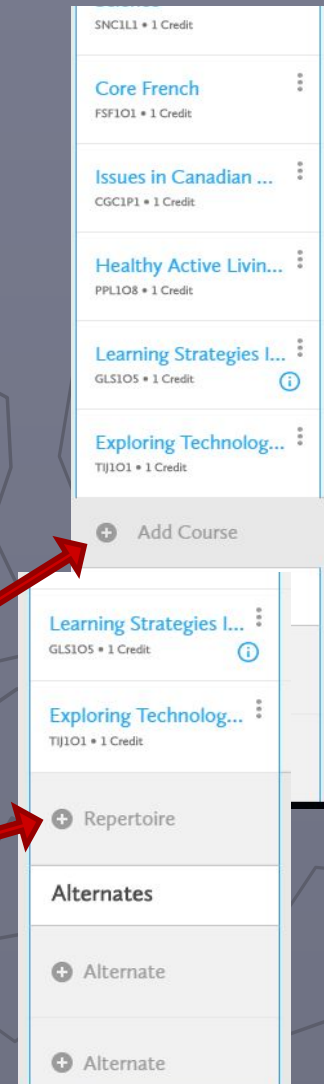 SNC1L1 • 1 Credit
Core French
FSF1O1 • 1 Credit
Issues in Canadian ...
CGC1P1 • 1 Credit
Healthy Active Livin...
PPL1O8 • 1 Credit
Learning Strategies I...
GLS1O5 • 1 Credit
Exploring Technolog...
TIJ1O1 • 1 Credit
Add Course
Learning Strategies I...
GLS1O5 • 1 Credit
Exploring Technolog...
TIJ1O1 • 1 Credit
Repertoire
Alternates
Alternate
Alternate